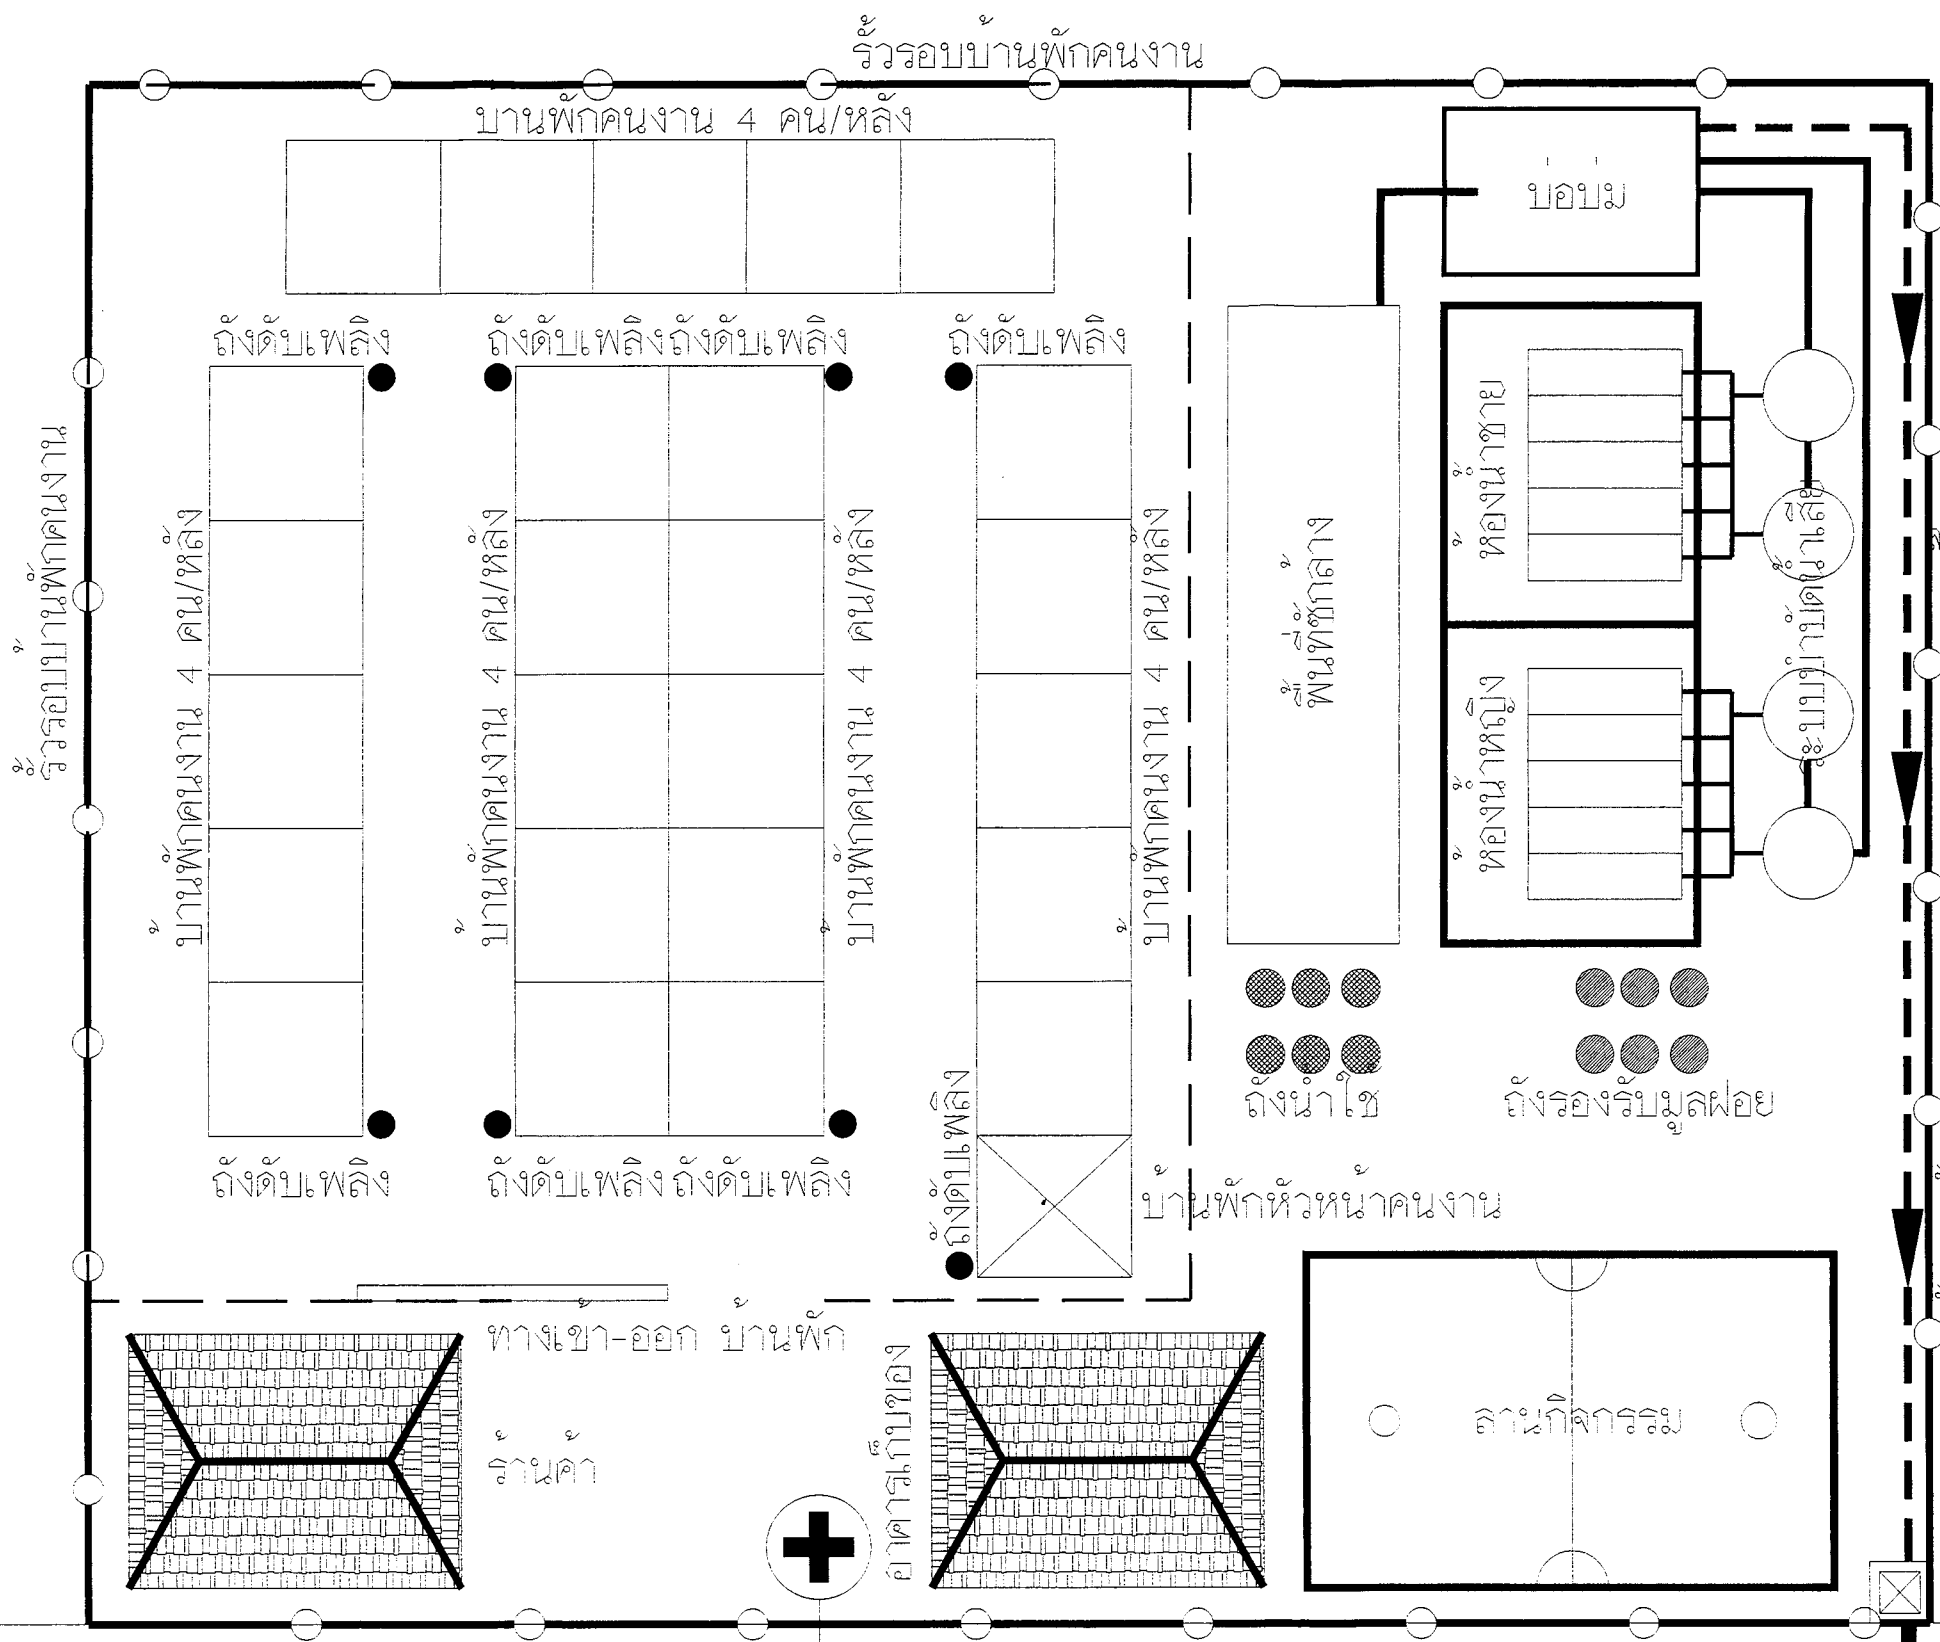 รั้วรอบบ้านพักคนงาน
บ้านพักคนงาน 4 คน/หลัง
บ่อบ่ม
ถังดับเพลิง
ถังดับเพลิง
ถังดับเพลิง
ถังดับเพลิง
รั้วรอบบ้านพักคนงาน
บ้านพักคนงาน 4 คน/หลัง
บ้านพักคนงาน 4 คน/หลัง
บ้านพักคนงาน 4 คน/หลัง
บ้านพักคนงาน 4 คน/หลัง
พื้นที่ซักล้าง
ห้องน้ำชาย
ห้องน้ำหญิง
ระบบบำบัดน้ำเสีย
ถังน้ำใช้
ถังรองรับมูลฝอย
ถังดับเพลิง
ถังดับเพลิง
ถังดับเพลิง
ถังดับเพลิง
บ้านพักหัวหน้าคนงาน
ทางเข้า-ออก บ้านพัก
ร้านค้า
อาคารเก็บของ
ลานกิจกรรม